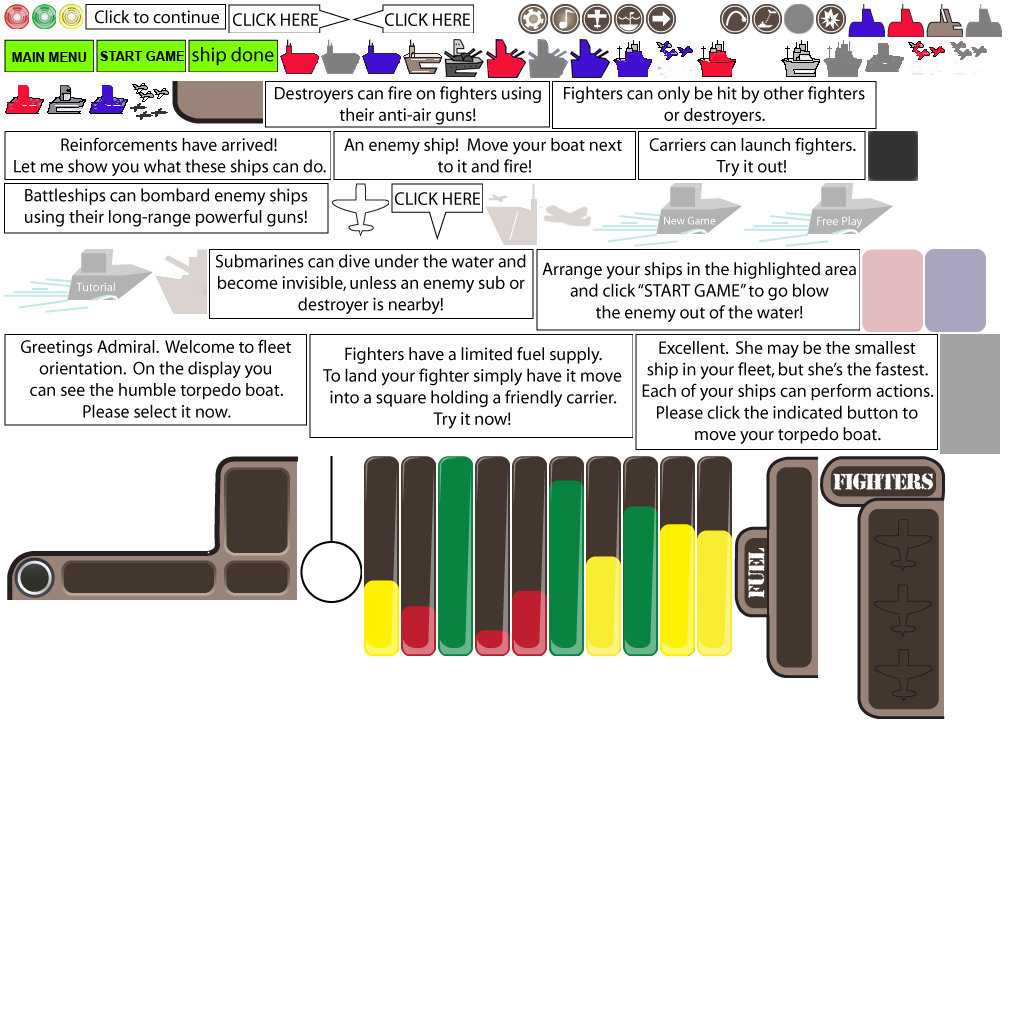 Click to continue
CLICK HERE
CLICK HERE
MAIN MENU
START GAME
ship done
Destroyers can fire on fighters using
their anti-air guns!
Fighters can only be hit by other fighters
or destroyers.
Reinforcements have arrived!
Let me show you what these ships can do.
An enemy ship! Move your boat next
to it and fire!
Carriers can launch fighters.
Try it out!
Battleships can bombard enemy ships
using their long-range powerful guns!
CLICK HERE
New Game
Free Play
Tutorial
Submarines can dive under the water and
become invisible, unless an enemy sub or
destroyer is nearby!
Arrange your ships in the highlighted area
and click “START GAME” to go blow
the enemy out of the water!
Greetings Admiral. Welcome to fleet
orientation. On the display you
can see the humble torpedo boat.
Please select it now.
Fighters have a limited fuel supply.
To land your fighter simply have it move
into a square holding a friendly carrier.
Try it now!
Excellent. She may be the smallest
ship in your fleet, but she's the fastest.
Each of your ships can perform actions.
Please click the indicated button to
move your torpedo boat.
FUEL
FIGHTERS